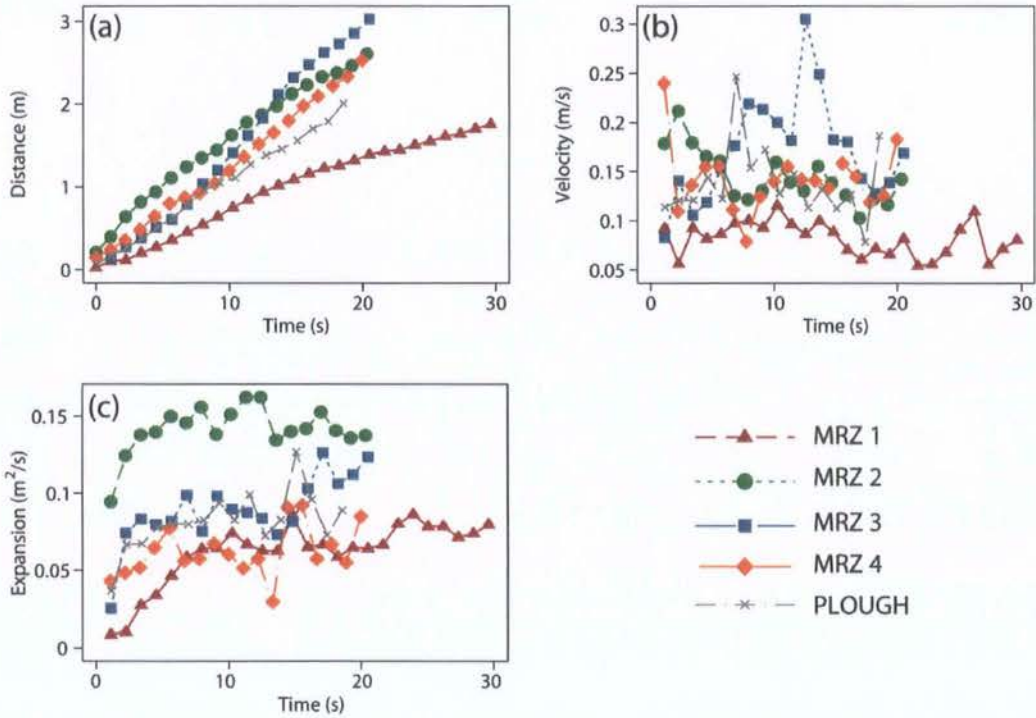 (a)
3
2
1
0
Distance (m)
0 10 20 30
Time (s)
(b)
0.3
0.25
0.2
0.15
0.1
0.05
Velocity (m/s)
0 10 20 30
Time (s)
(c)
0.15
0.1
0.05
0
Expansion (m²/s)
0 10 20 30
Time (s)
MRZ 1
MRZ 2
MRZ 3
MRZ 4
PLOUGH